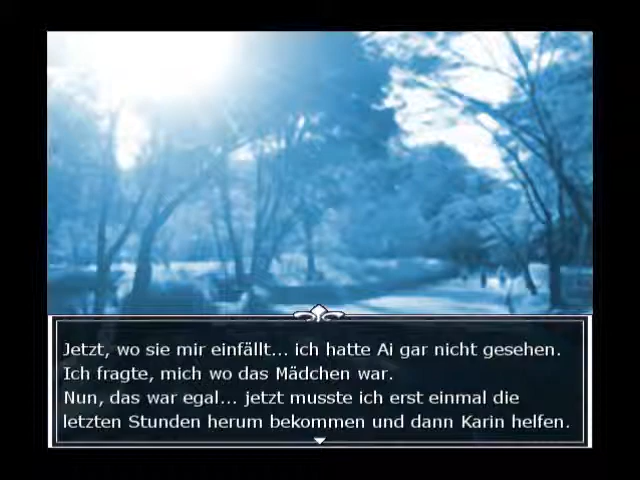 Jetzt, wo sie mir einfällt... ich hatte Ai gar nicht gesehen.
Ich fragte, mich wo das Mädchen war.
Nun, das war egal... jetzt musste ich erst einmal die
letzten Stunden herum bekommen und dann Karin helfen.